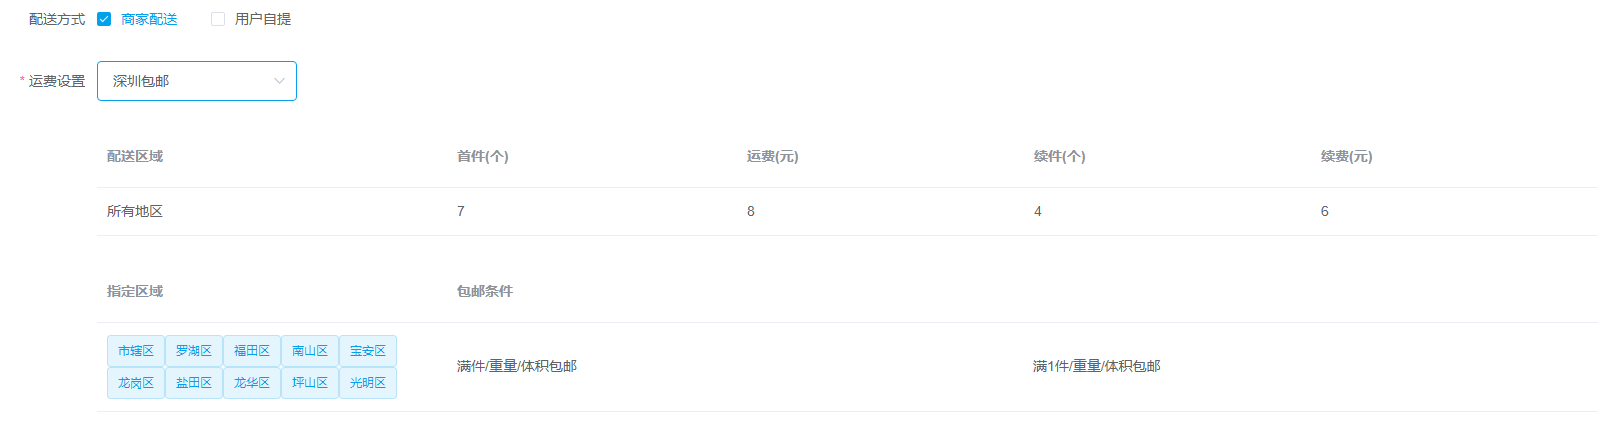 配送方式 商家配送 用户自提
* 运费设置 深圳包邮
配送区域 首件(个) 运费(元) 续件(个) 续费(元)
所有地区 7 8 4 6
指定区域 包邮条件
市辖区 罗湖区 福田区 南山区 宝安区
龙岗区 盐田区 龙华区 坪山区 光明区
满件/重量/体积包邮 满1件/重量/体积包邮